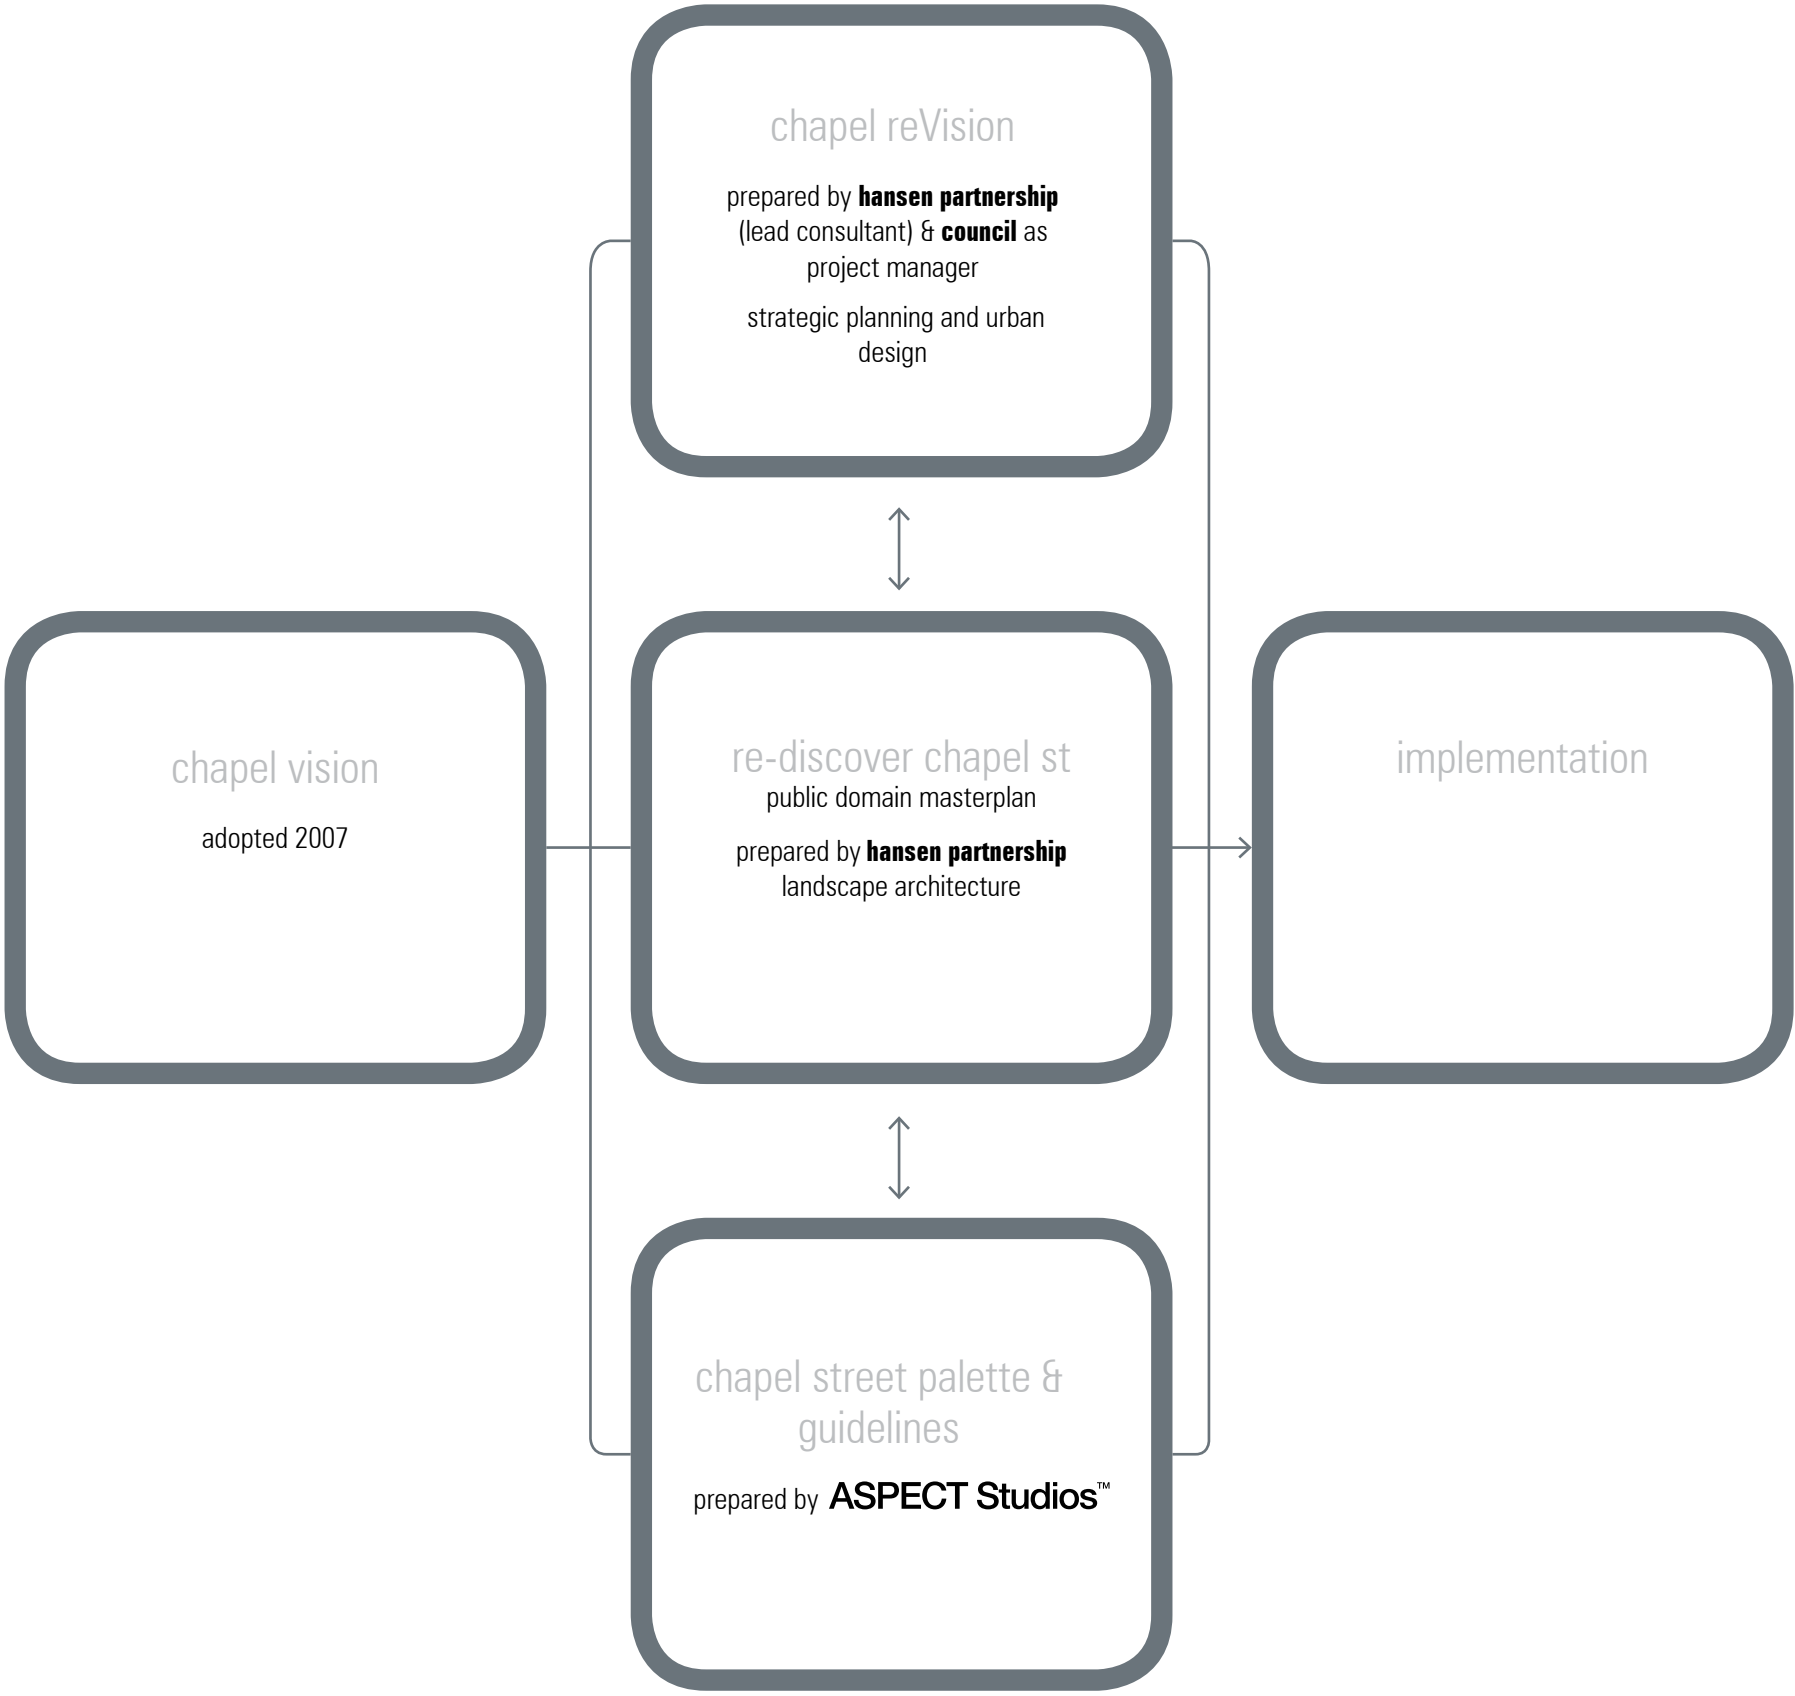 chapel reVision
prepared by hansen partnership
(lead consultant) & council as
project manager
strategic planning and urban
design
chapel vision
adopted 2007
re-discover chapel st
public domain masterplan
prepared by hansen partnership
landscape architecture
implementation
chapel street palette &
guidelines
prepared by ASPECT Studios™